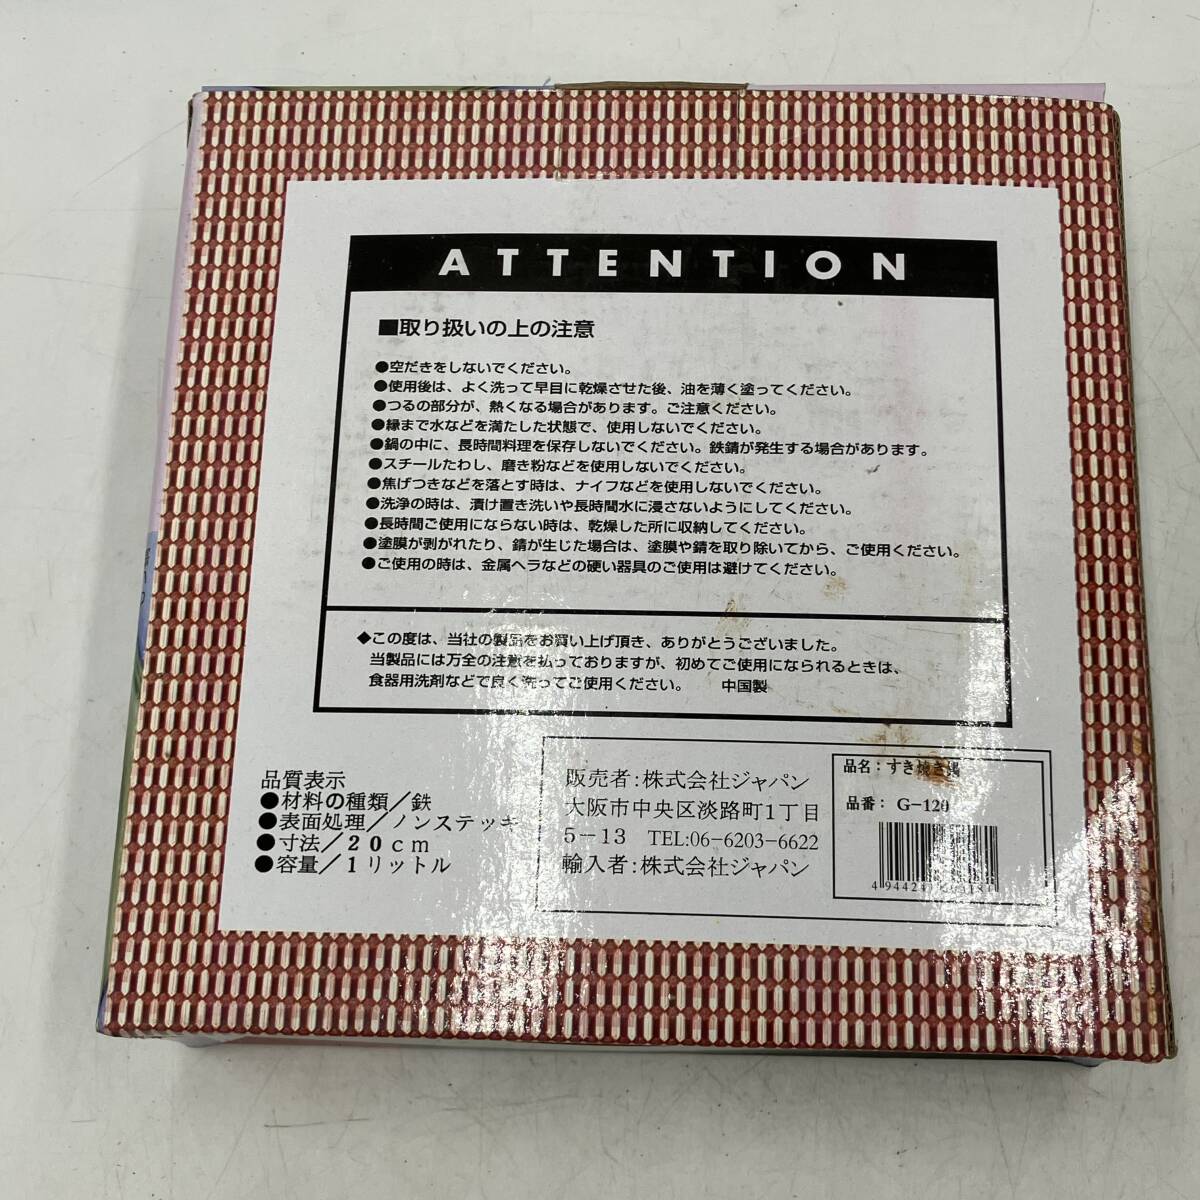 ATTENTION
■取り扱いの上の注意
●空だきをしないでください。
●使用後は、よく洗って早目に乾燥させた後、油を薄く塗ってください。
●つるの部分が、熱くなる場合があります。ご注意ください。
●縁まで水などを満たした状態で、使用しないでください。
●鍋の中に、長時間料理を保存しないでください。鉄錆が発生する場合があります。
●スチールたわし、磨き粉などを使用しないでください。
●焦げつきなどを落とす時は、ナイフなどを使用しないでください。
●洗浄の時は、漬け置き洗いや長時間水に浸さないようにしてください。
●長時間ご使用にならない時は、乾燥した所に収納してください。
●塗膜が剥がれたり、錆が生じた場合は、塗膜や錆を取り除いてから、ご使用ください。
●ご使用の時は、金属ヘラなどの硬い器具のご使用は避けてください。
◆この度は、当社の製品をお買い上げ頂き、ありがとうございました。
当製品には万全の注意を払っておりますが、初めてご使用になられるときは、
食器用洗剤などで良く洗ってご使用ください。 中国製
品質表示
●材料の種類／鉄
●表面処理／ノンステッキ
●寸法／20cm
●容量／1リットル
販売者:株式会社ジャパン
大阪市中央区淡路町1丁目
5－13 TEL:06-6203-6622
輸入者:株式会社ジャパン
品名：すき焼き鍋
品番： G-120